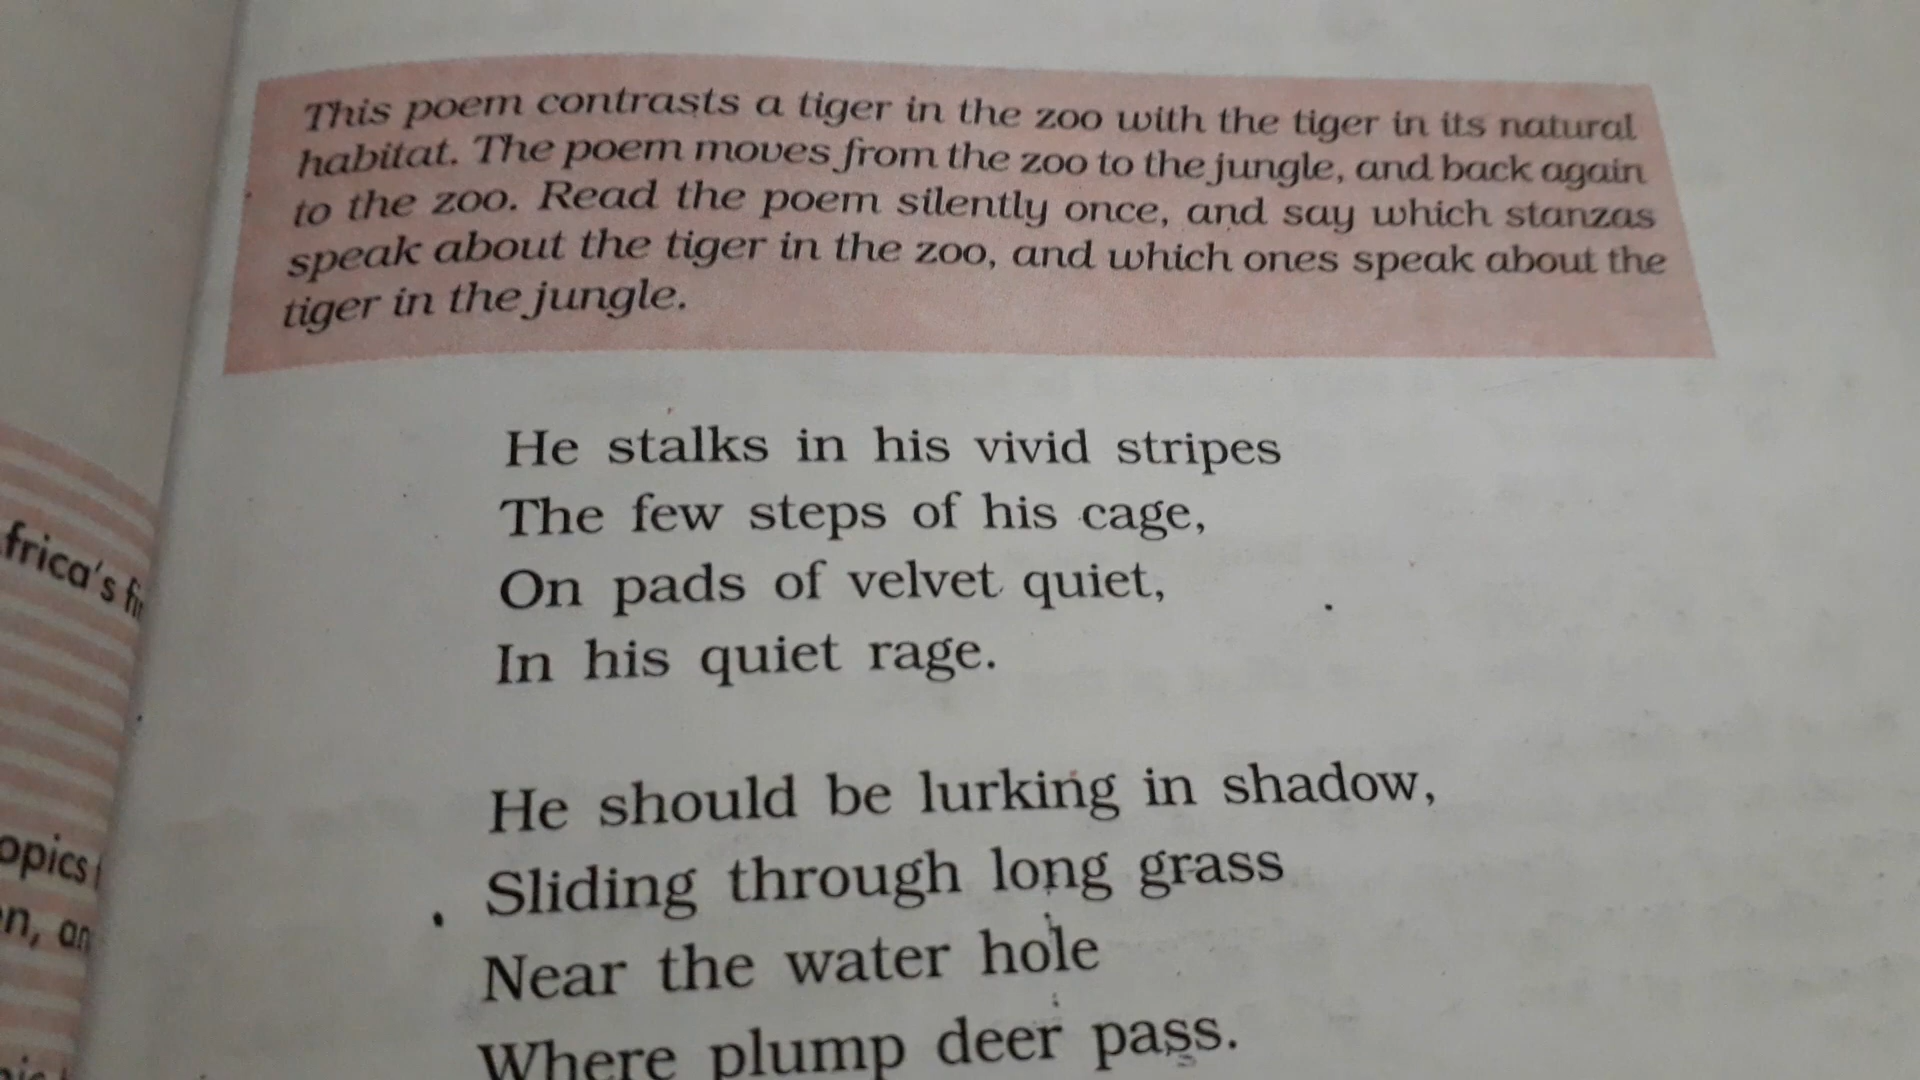 This poem contrasts a tiger in the zoo with the tiger in its natural
habitat. The poem moves from the zoo to the jungle, and back again
to the zoo. Read the poem silently once, and say which stanzas
speak about the tiger in the zoo, and which ones speak about the
tiger in the jungle.
He stalks in his vivid stripes
The few steps of his cage,
On pads of velvet quiet,
In his quiet rage.
He should be lurking in shadow,
Sliding through long grass
Near the water hole
Where plump deer pass.
frica's
opics
n, an